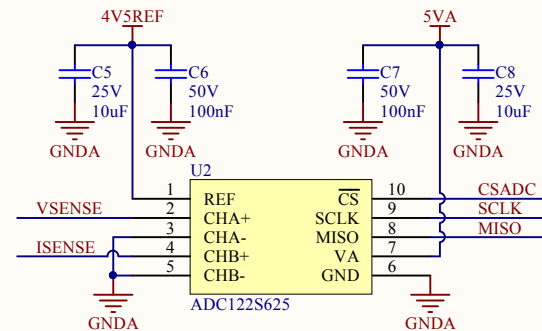 4V5REF
5VA
C5
25V
10uF
C6
50V
100nF
C7
50V
100nF
C8
25V
10uF
GNDA
GNDA
GNDA
GNDA
U2
1 REF
CS 10 CSADC
VSENSE 2 CHA+
SCLK 9 SCLK
3 CHA-
MISO 8 MISO
ISENSE 4 CHB+
VA 7
5 CHB-
GND 6
ADC122S625
GNDA
GNDA